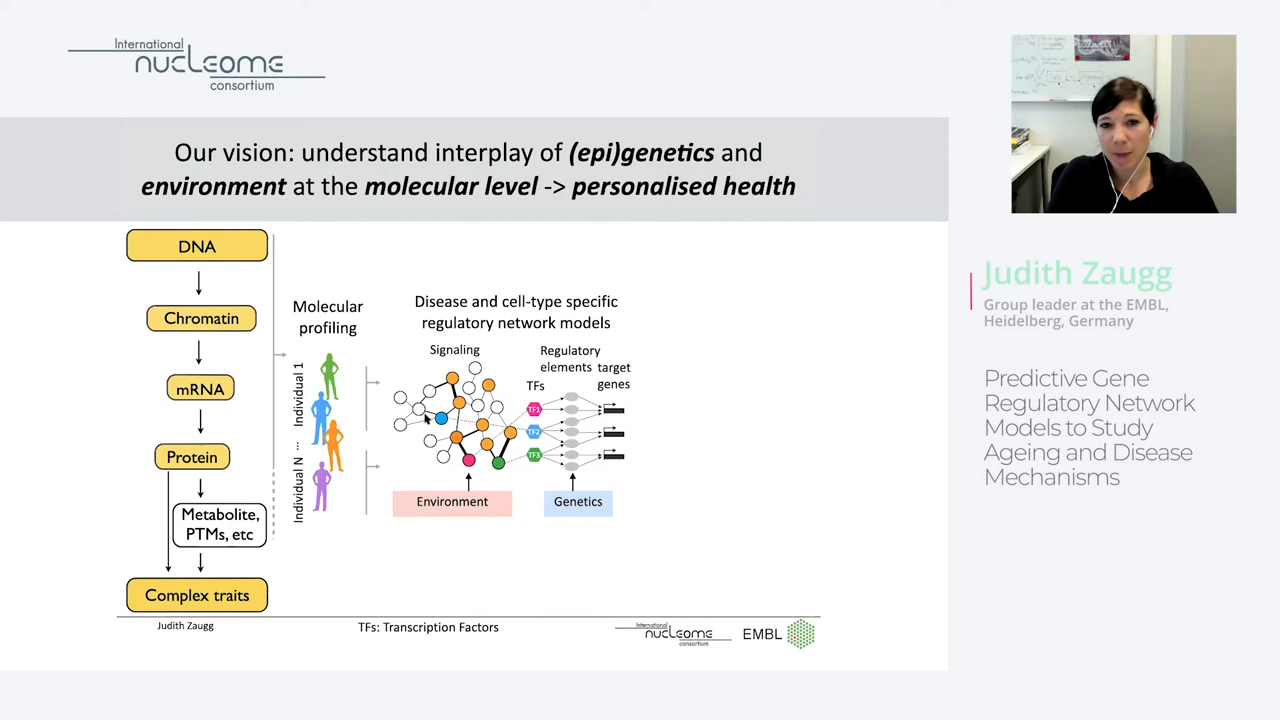 International
nucleome
consortium
Our vision: understand interplay of (epi)genetics and
environment at the molecular level -> personalised health
DNA
Chromatin
mRNA
Protein
Metabolite,
PTMs, etc
Complex traits
Molecular
profiling
Individual 1
...
Individual N
Disease and cell-type specific
regulatory network models
Signaling
Regulatory
elements
target
genes
TFs
TF1
TF2
TF3
Environment
Genetics
Judith Zaugg
TFs: Transcription Factors
International
nucleome
consortium
EMBL
Judith Zaugg
Group leader at the EMBL,
Heidelberg, Germany
Predictive Gene
Regulatory Network
Models to Study
Ageing and Disease
Mechanisms